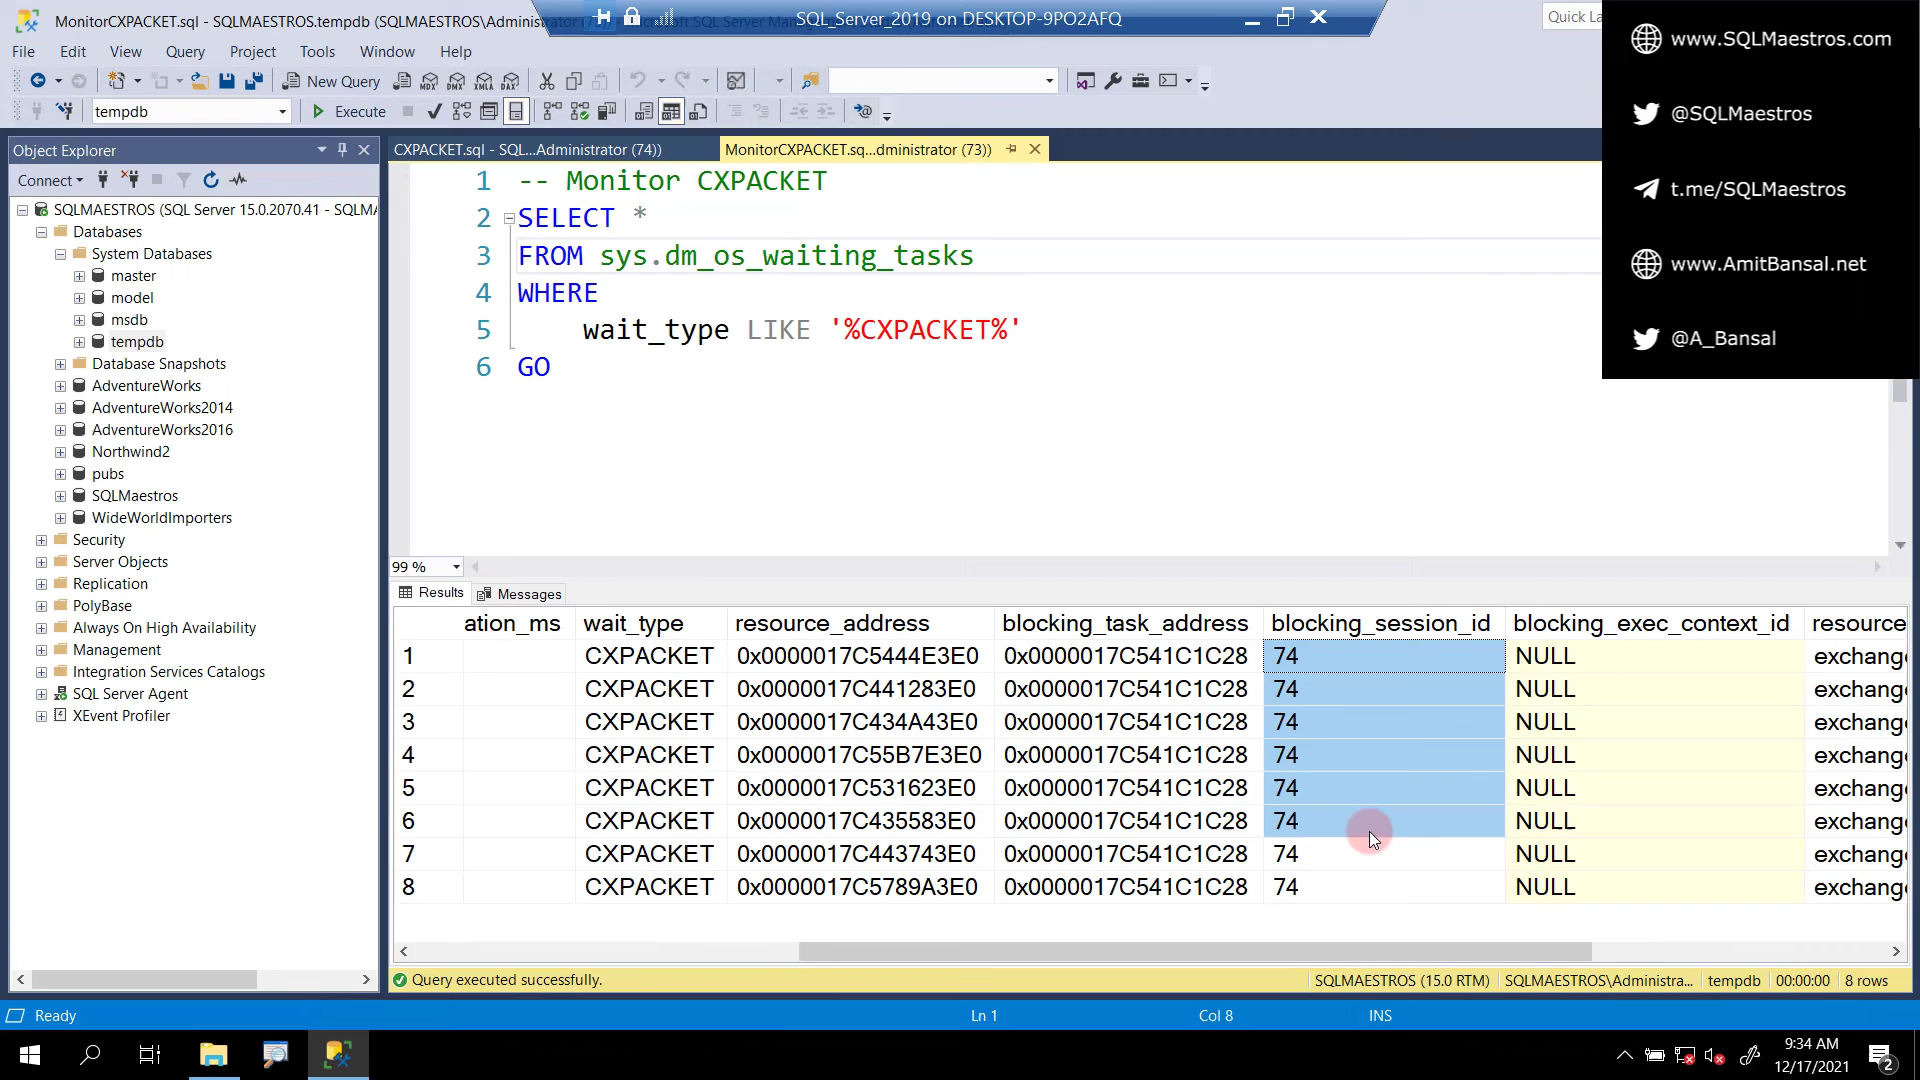 MonitorCXPACKET.sql - SQLMAESTROS.tempdb (SQLMAESTROS\Administrator
SQL_Server_2019 on DESKTOP-9PO2AFQ
Quick La
File Edit View Query Project Tools Window Help
New Query
tempdb
Execute
Object Explorer
Connect
SQLMAESTROS (SQL Server 15.0.2070.41 - SQLMA
Databases
System Databases
master
model
msdb
tempdb
Database Snapshots
AdventureWorks
AdventureWorks2014
AdventureWorks2016
Northwind2
pubs
SQLMaestros
WideWorldImporters
Security
Server Objects
Replication
PolyBase
Always On High Availability
Management
Integration Services Catalogs
SQL Server Agent
XEvent Profiler
CXPACKET.sql - SQL...Administrator (74))
MonitorCXPACKET.sq...dministrator (73))
1 -- Monitor CXPACKET
2 SELECT *
3 FROM sys.dm_os_waiting_tasks
4 WHERE
5 wait_type LIKE '%CXPACKET%'
6 GO
www.SQLMaestros.com
@SQLMaestros
t.me/SQLMaestros
www.AmitBansal.net
@A_Bansal
99 %
Results Messages
ation_ms wait_type resource_address blocking_task_address blocking_session_id blocking_exec_context_id resource
1 CXPACKET 0x0000017C5444E3E0 0x0000017C541C1C28 74 NULL exchang
2 CXPACKET 0x0000017C441283E0 0x0000017C541C1C28 74 NULL exchang
3 CXPACKET 0x0000017C434A43E0 0x0000017C541C1C28 74 NULL exchang
4 CXPACKET 0x0000017C55B7E3E0 0x0000017C541C1C28 74 NULL exchang
5 CXPACKET 0x0000017C531623E0 0x0000017C541C1C28 74 NULL exchang
6 CXPACKET 0x0000017C435583E0 0x0000017C541C1C28 74 NULL exchang
7 CXPACKET 0x0000017C443743E0 0x0000017C541C1C28 74 NULL exchang
8 CXPACKET 0x0000017C5789A3E0 0x0000017C541C1C28 74 NULL exchang
Query executed successfully.
SQLMAESTROS (15.0 RTM) SQLMAESTROS\Administra... tempdb 00:00:00 8 rows
Ready Ln 1 Col 8 INS
9:34 AM
12/17/2021
2